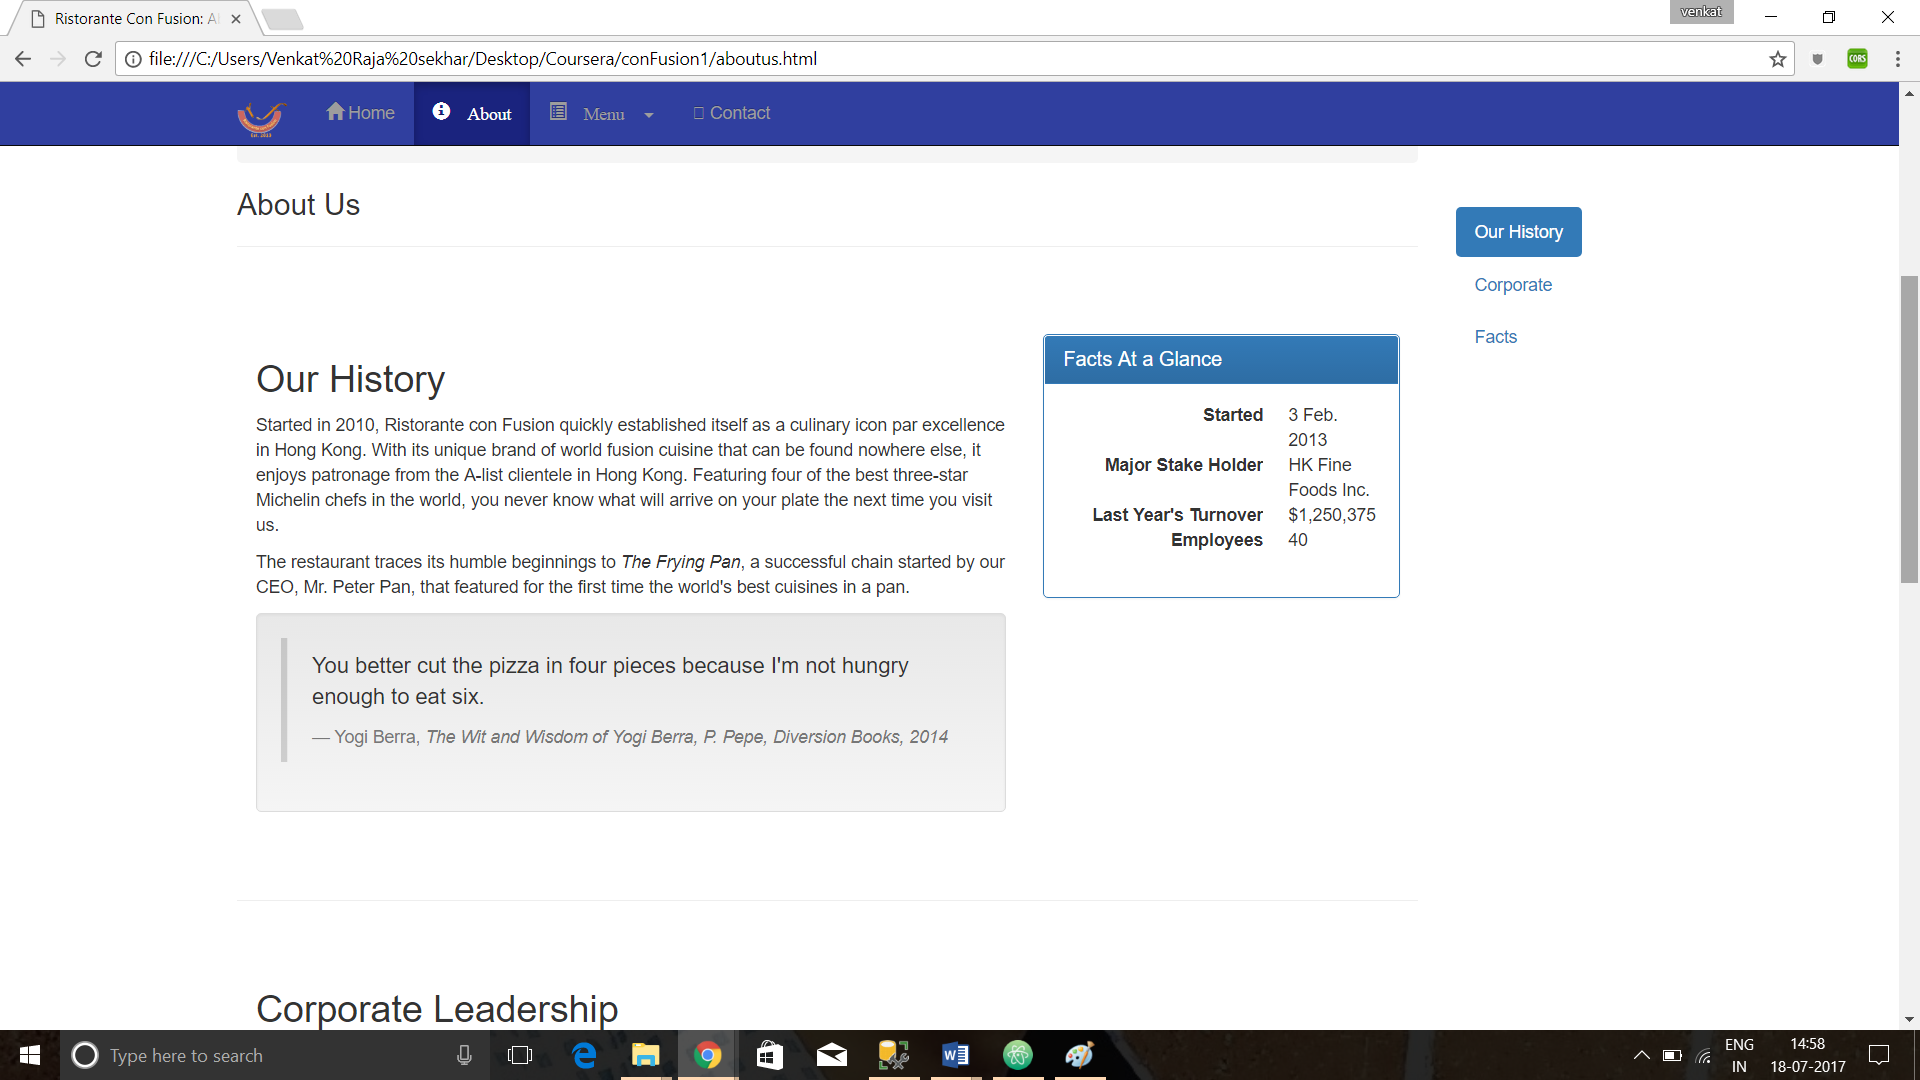 Ristorante Con Fusion: A
venkat
file:///C:/Users/Venkat%20Raja%20sekhar/Desktop/Coursera/conFusion1/aboutus.html
CORS
Home
About
Menu
Contact
About Us
Our History
Corporate
Facts
Our History
Started in 2010, Ristorante con Fusion quickly established itself as a culinary icon par excellence
in Hong Kong. With its unique brand of world fusion cuisine that can be found nowhere else, it
enjoys patronage from the A-list clientele in Hong Kong. Featuring four of the best three-star
Michelin chefs in the world, you never know what will arrive on your plate the next time you visit
us.
The restaurant traces its humble beginnings to The Frying Pan, a successful chain started by our
CEO, Mr. Peter Pan, that featured for the first time the world's best cuisines in a pan.
You better cut the pizza in four pieces because I'm not hungry
enough to eat six.
— Yogi Berra, The Wit and Wisdom of Yogi Berra, P. Pepe, Diversion Books, 2014
Facts At a Glance
Started 3 Feb.
2013
Major Stake Holder HK Fine
Foods Inc.
Last Year's Turnover $1,250,375
Employees 40
Corporate Leadership
Type here to search
ENG
IN
14:58
18-07-2017